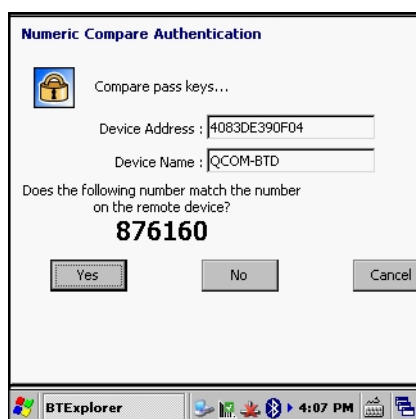 Numeric Compare Authentication
Compare pass keys...
Device Address : 4083DE390F04
Device Name : QCOM-BTD
Does the following number match the number
on the remote device?
876160
Yes No Cancel
BTExplorer 4:07 PM